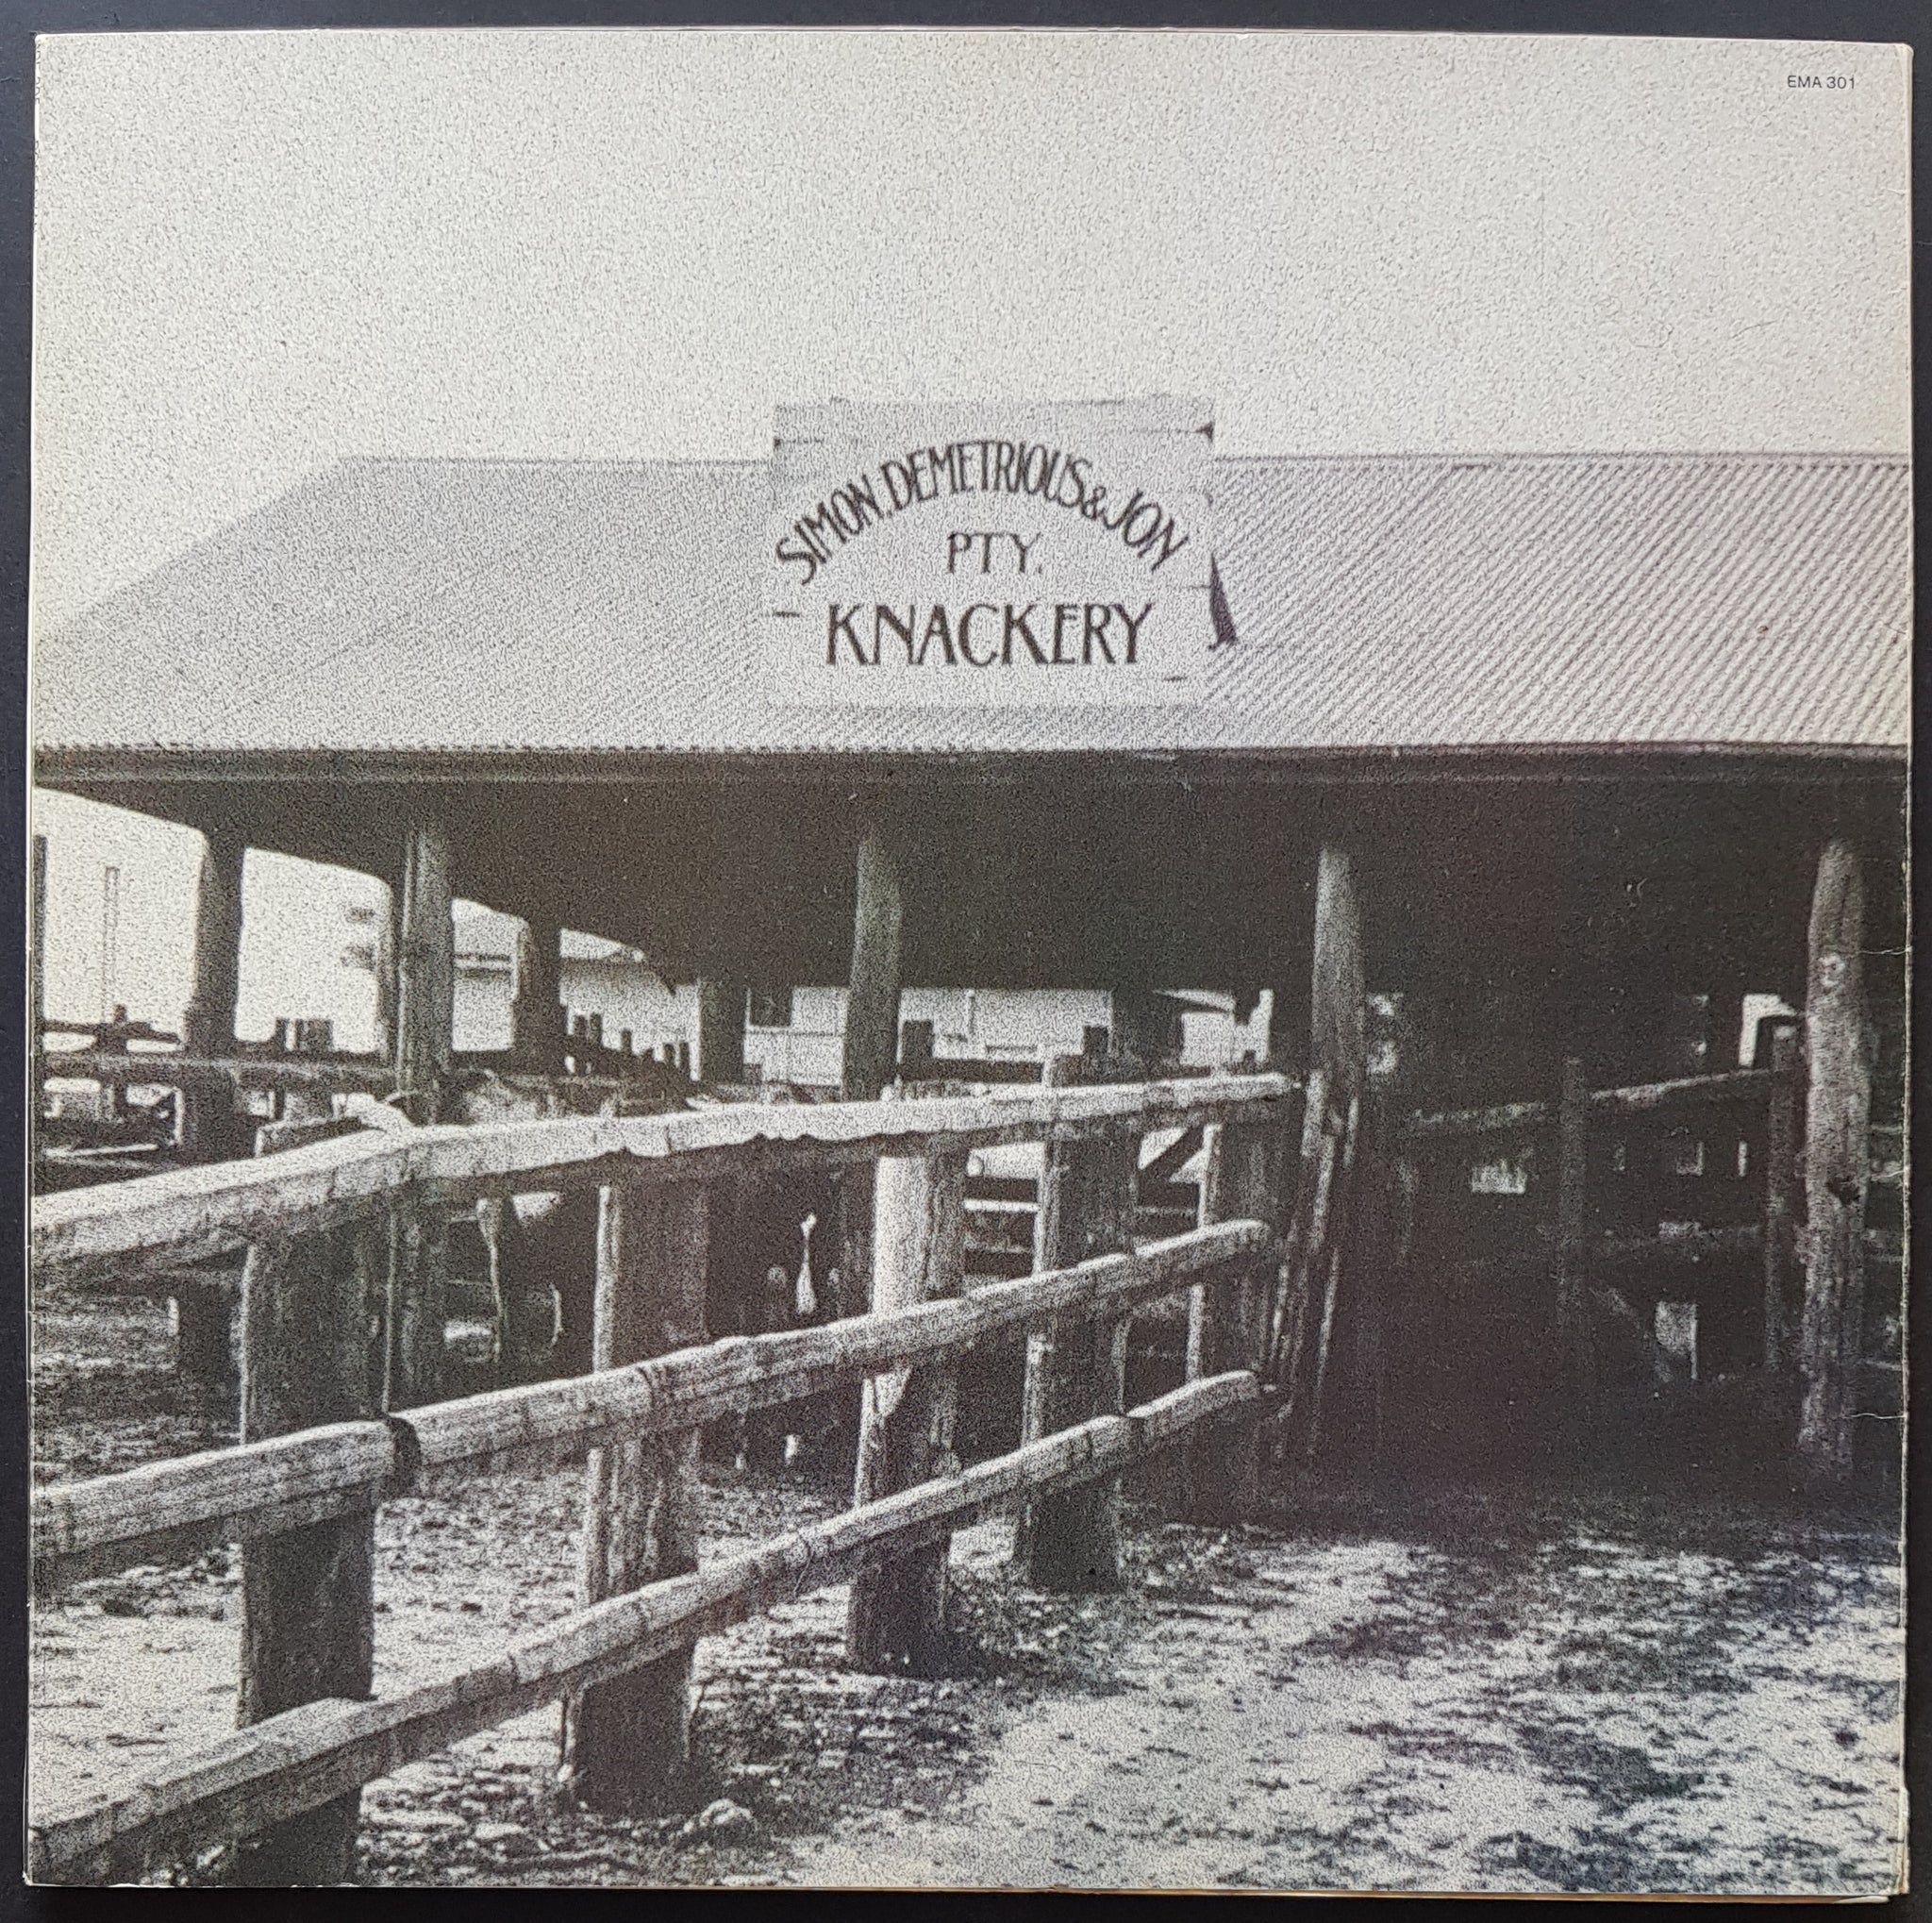 EMA 301
SIMON, DEMETRIOUS & JON
PTY.
KNACKERY